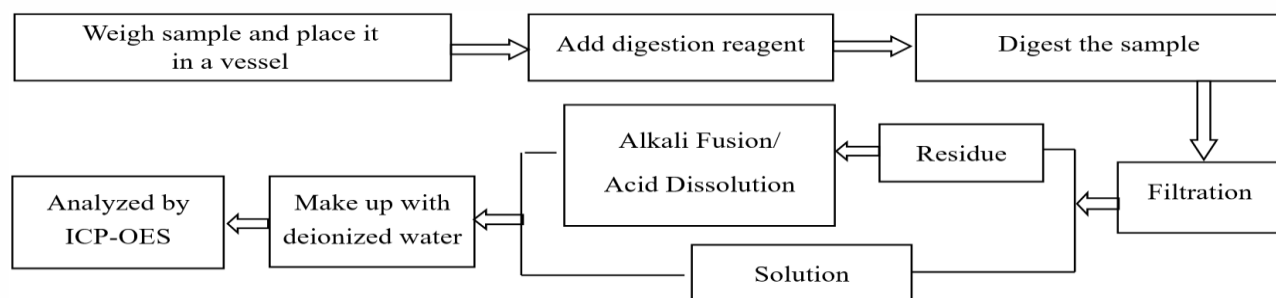 Weigh sample and place it
in a vessel
Add digestion reagent
Digest the sample
Filtration
Residue
Alkali Fusion/
Acid Dissolution
Solution
Make up with
deionized water
Analyzed by
ICP-OES